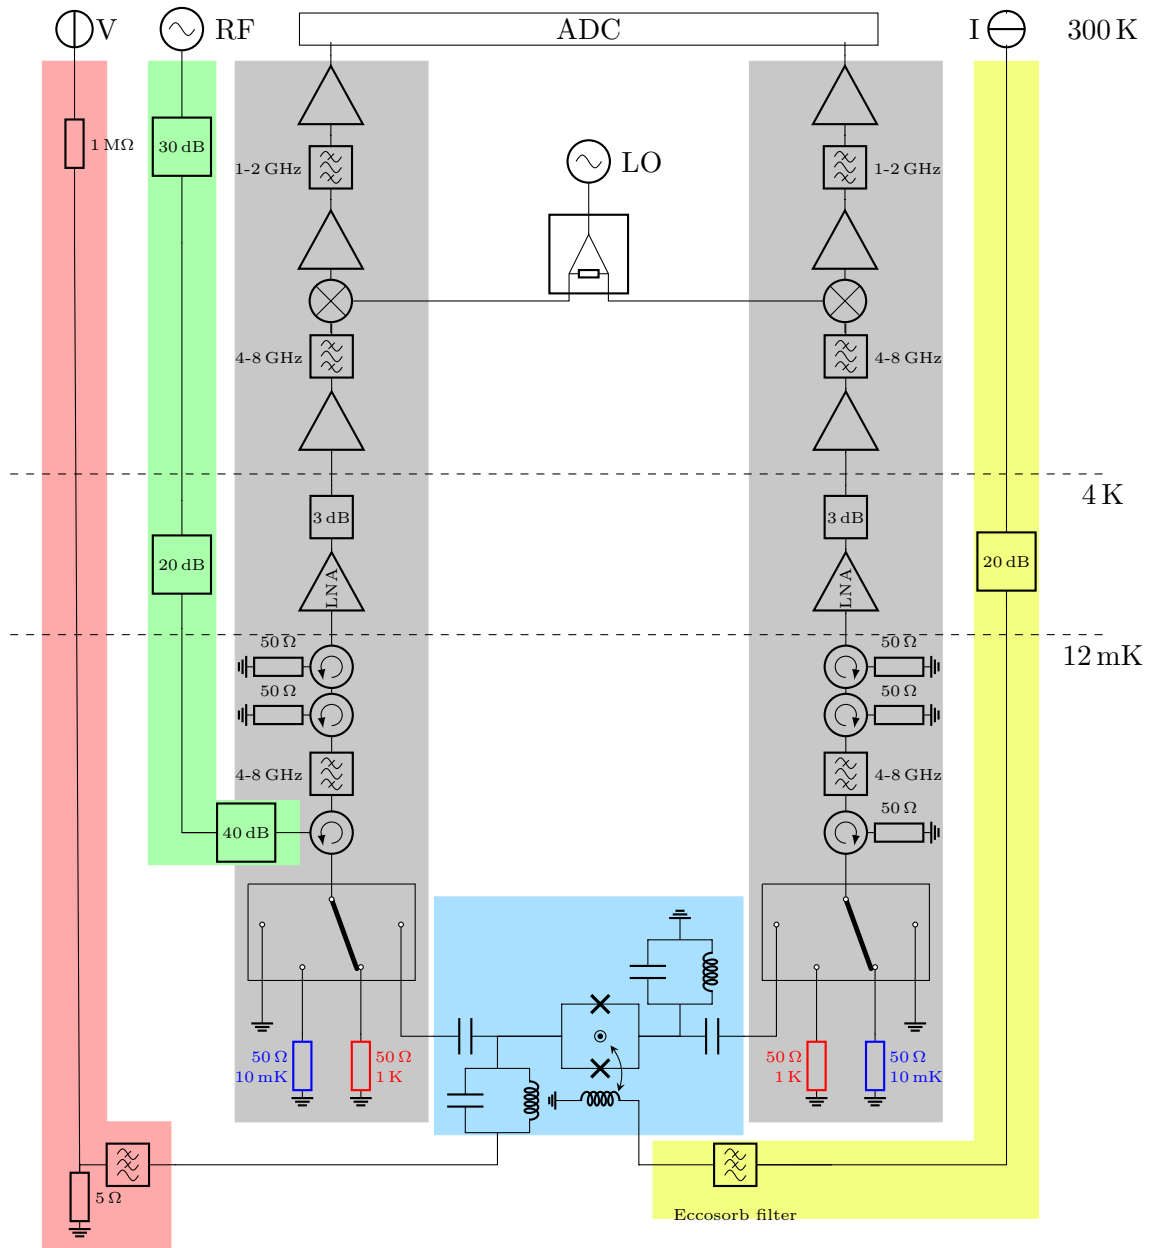 V
RF
ADC
I
300 K
1 MΩ
30 dB
1-2 GHz
LO
1-2 GHz
4-8 GHz
4-8 GHz
4 K
3 dB
3 dB
20 dB
LNA
LNA
20 dB
12 mK
50 Ω
50 Ω
50 Ω
50 Ω
4-8 GHz
4-8 GHz
50 Ω
40 dB
50 Ω
10 mK
50 Ω
1 K
50 Ω
1 K
50 Ω
10 mK
5 Ω
Eccosorb filter